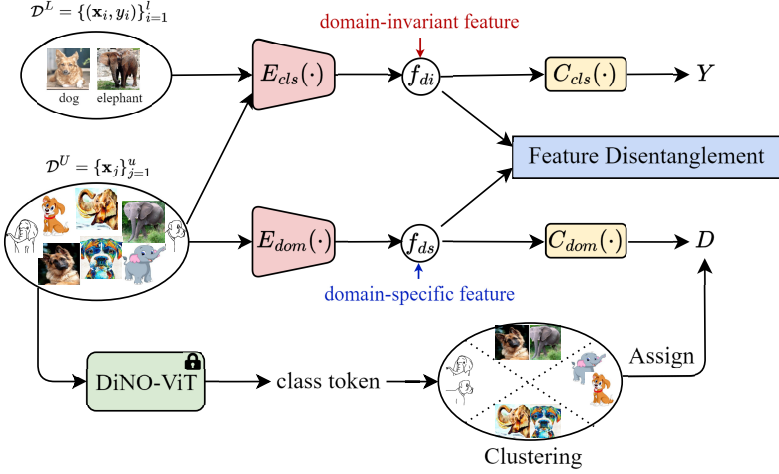 𝒟^L = {(x_i, y_i)}_{i=1}^l
dog elephant
E_cls(·)
domain-invariant feature
f_di
C_cls(·)
Y
Feature Disentanglement
𝒟^U = {x_j}_{j=1}^u
E_dom(·)
f_ds
domain-specific feature
C_dom(·)
D
DiNO-ViT
class token
Clustering
Assign